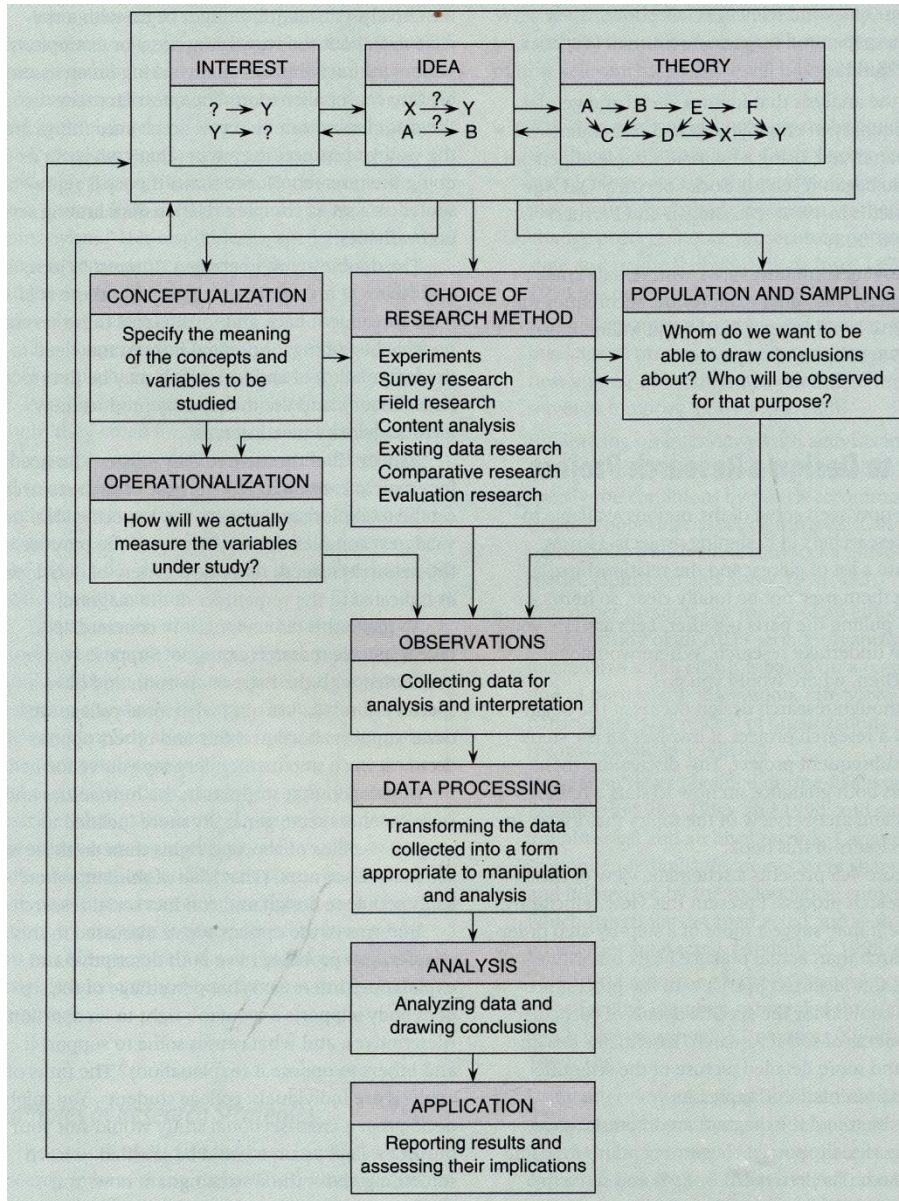 INTEREST
? → Y
Y → ?
IDEA
X →? Y
A →? B
THEORY
A → B → E → F
C → D → X → Y
CONCEPTUALIZATION
Specify the meaning
of the concepts and
variables to be
studied
CHOICE OF
RESEARCH METHOD
Experiments
Survey research
Field research
Content analysis
Existing data research
Comparative research
Evaluation research
POPULATION AND SAMPLING
Whom do we want to be
able to draw conclusions
about? Who will be observed
for that purpose?
OPERATIONALIZATION
How will we actually
measure the variables
under study?
OBSERVATIONS
Collecting data for
analysis and interpretation
DATA PROCESSING
Transforming the data
collected into a form
appropriate to manipulation
and analysis
ANALYSIS
Analyzing data and
drawing conclusions
APPLICATION
Reporting results and
assessing their implications